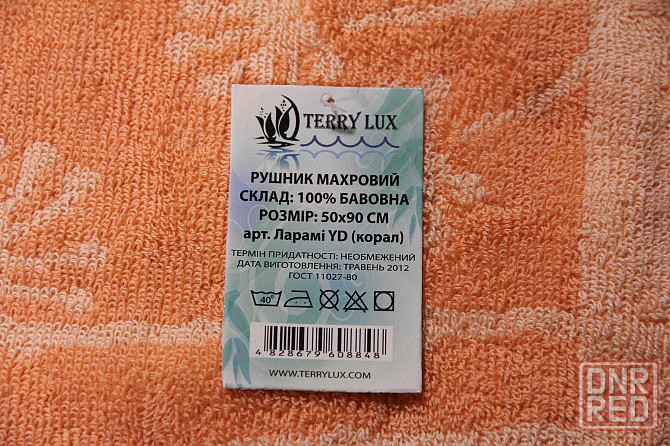 TERRY LUX
РУШНИК МАХРОВИЙ
СКЛАД: 100% БАВОВНА
РОЗМІР: 50х90 СМ
арт. Ларамі YD (корал)
ТЕРМІН ПРИДАТНОСТІ: НЕОБМЕЖЕНИЙ
ДАТА ВИГОТОВЛЕННЯ: ТРАВЕНЬ 2012
ГОСТ 11027-80
40°
4 828679 608848
WWW.TERRYLUX.COM
DNR
RED